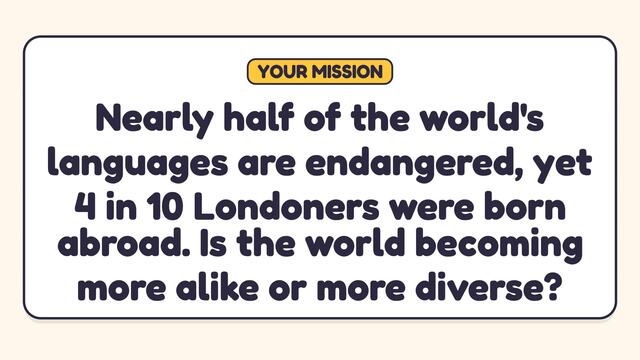 YOUR MISSION
Nearly half of the world's
languages are endangered, yet
4 in 10 Londoners were born
abroad. Is the world becoming
more alike or more diverse?